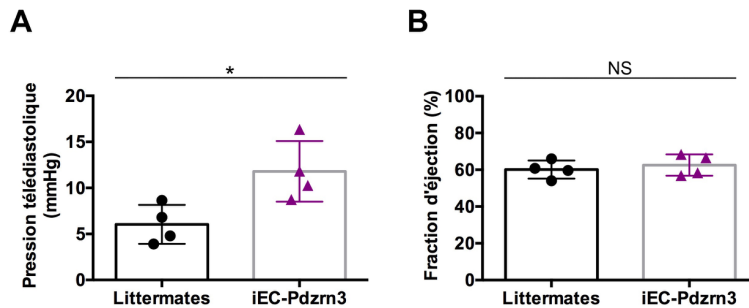 A
B
*
NS
Pression télédiastolique
(mmHg)
20
15
10
5
0
Littermates
iEC-Pdzrn3
Fraction d'éjection (%)
100
80
60
40
20
0
Littermates
iEC-Pdzrn3